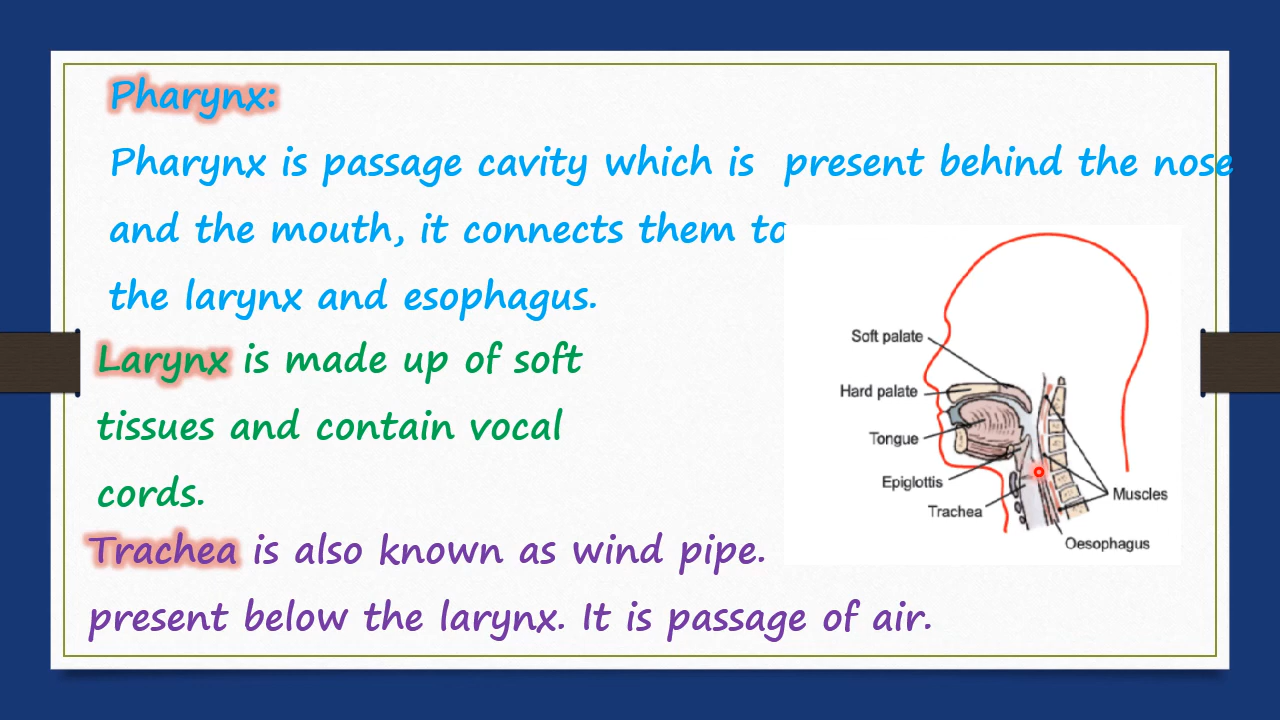 Pharynx:
Pharynx is passage cavity which is present behind the nose
and the mouth, it connects them to
the larynx and esophagus.
Larynx is made up of soft
tissues and contain vocal
cords.
Trachea is also known as wind pipe.
present below the larynx. It is passage of air.
Soft palate
Hard palate
Tongue
Epiglottis
Trachea
Muscles
Oesophagus